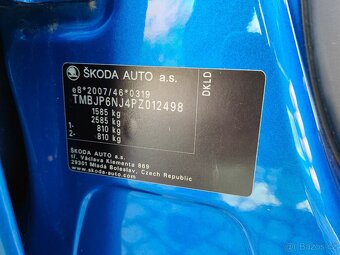 ŠKODA AUTO a.s.
e8*2007/46*0319
TMBJP6NJ4PZ012498
1585 kg
2585 kg
1- 810 kg
2- 810 kg
ŠKODA AUTO a.s.
tř. Václava Klementa 869
29301 Mladá Boleslav, Czech Republic
www.skoda-auto.com
DKLD